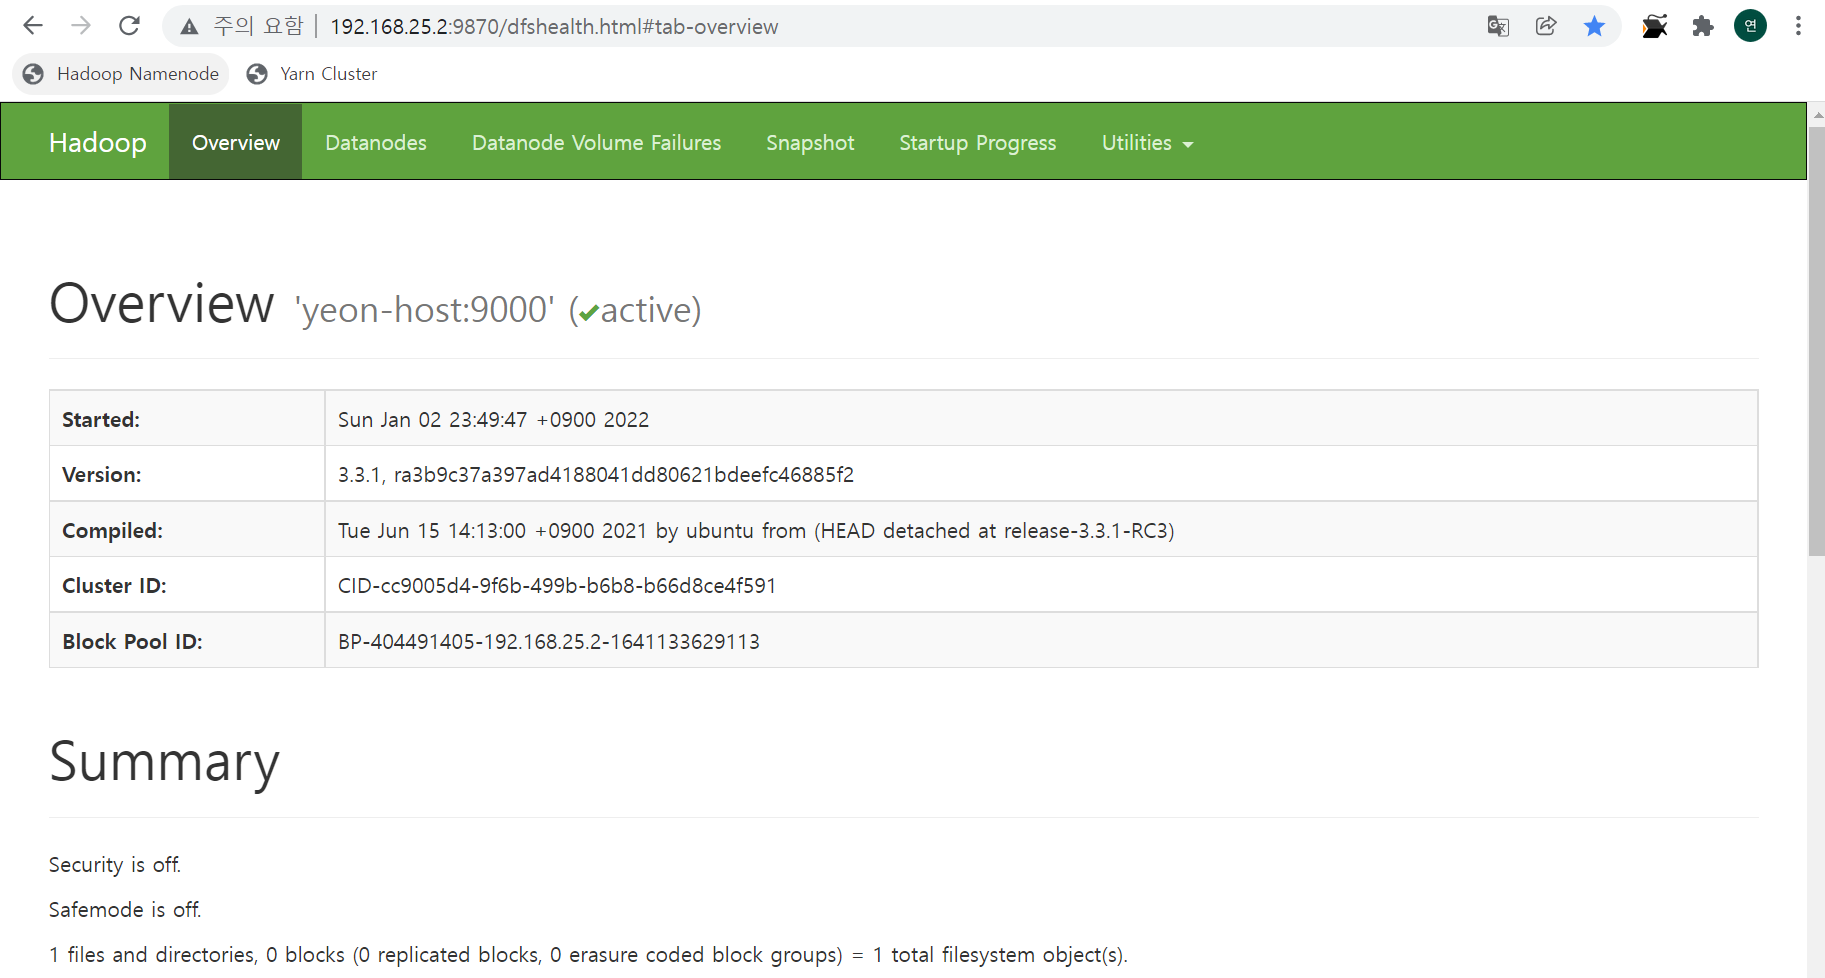 주의 요함 | 192.168.25.2:9870/dfshealth.html#tab-overview
연
Hadoop Namenode Yarn Cluster
Hadoop Overview Datanodes Datanode Volume Failures Snapshot Startup Progress Utilities
Overview 'yeon-host:9000' (✔active)
Started: Sun Jan 02 23:49:47 +0900 2022
Version: 3.3.1, ra3b9c37a397ad4188041dd80621bdeefc46885f2
Compiled: Tue Jun 15 14:13:00 +0900 2021 by ubuntu from (HEAD detached at release-3.3.1-RC3)
Cluster ID: CID-cc9005d4-9f6b-499b-b6b8-b66d8ce4f591
Block Pool ID: BP-404491405-192.168.25.2-1641133629113
Summary
Security is off.
Safemode is off.
1 files and directories, 0 blocks (0 replicated blocks, 0 erasure coded block groups) = 1 total filesystem object(s).